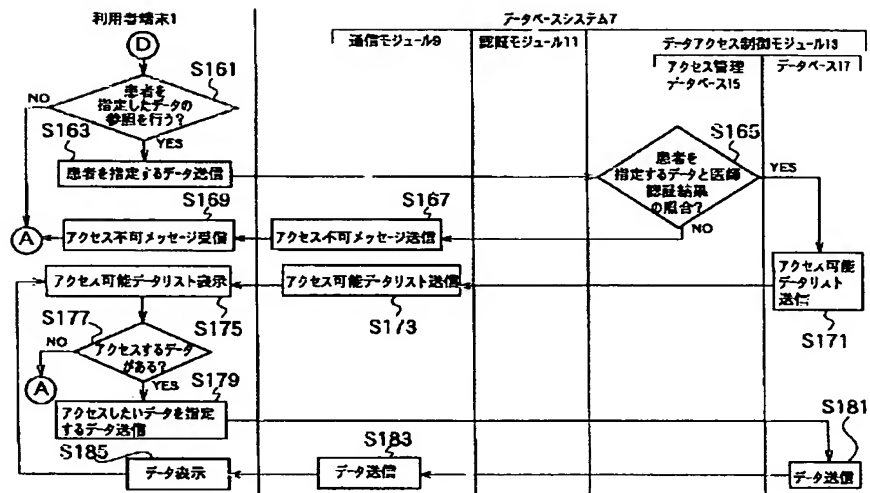 利用者端末1
データベースシステム7
通信モジュール9
認証モジュール11
データアクセス制御モジュール13
アクセス管理
データベース15
データベース17
D
S161
患者を
指定したデータの
参照を行う?
NO
YES
S163
患者を指定するデータ送信
S165
患者を
指定するデータと医師
認証結果
の照合?
YES
NO
S169
アクセス不可メッセージ受信
S167
アクセス不可メッセージ送信
A
アクセス可能データリスト表示
S175
アクセス可能データリスト送信
S173
アクセス可能
データリスト
送信
S171
S177
アクセスするデータ
がある?
NO
YES
A
S179
アクセスしたいデータを指定
するデータ送信
S181
データ送信
S183
データ送信
S185
データ表示